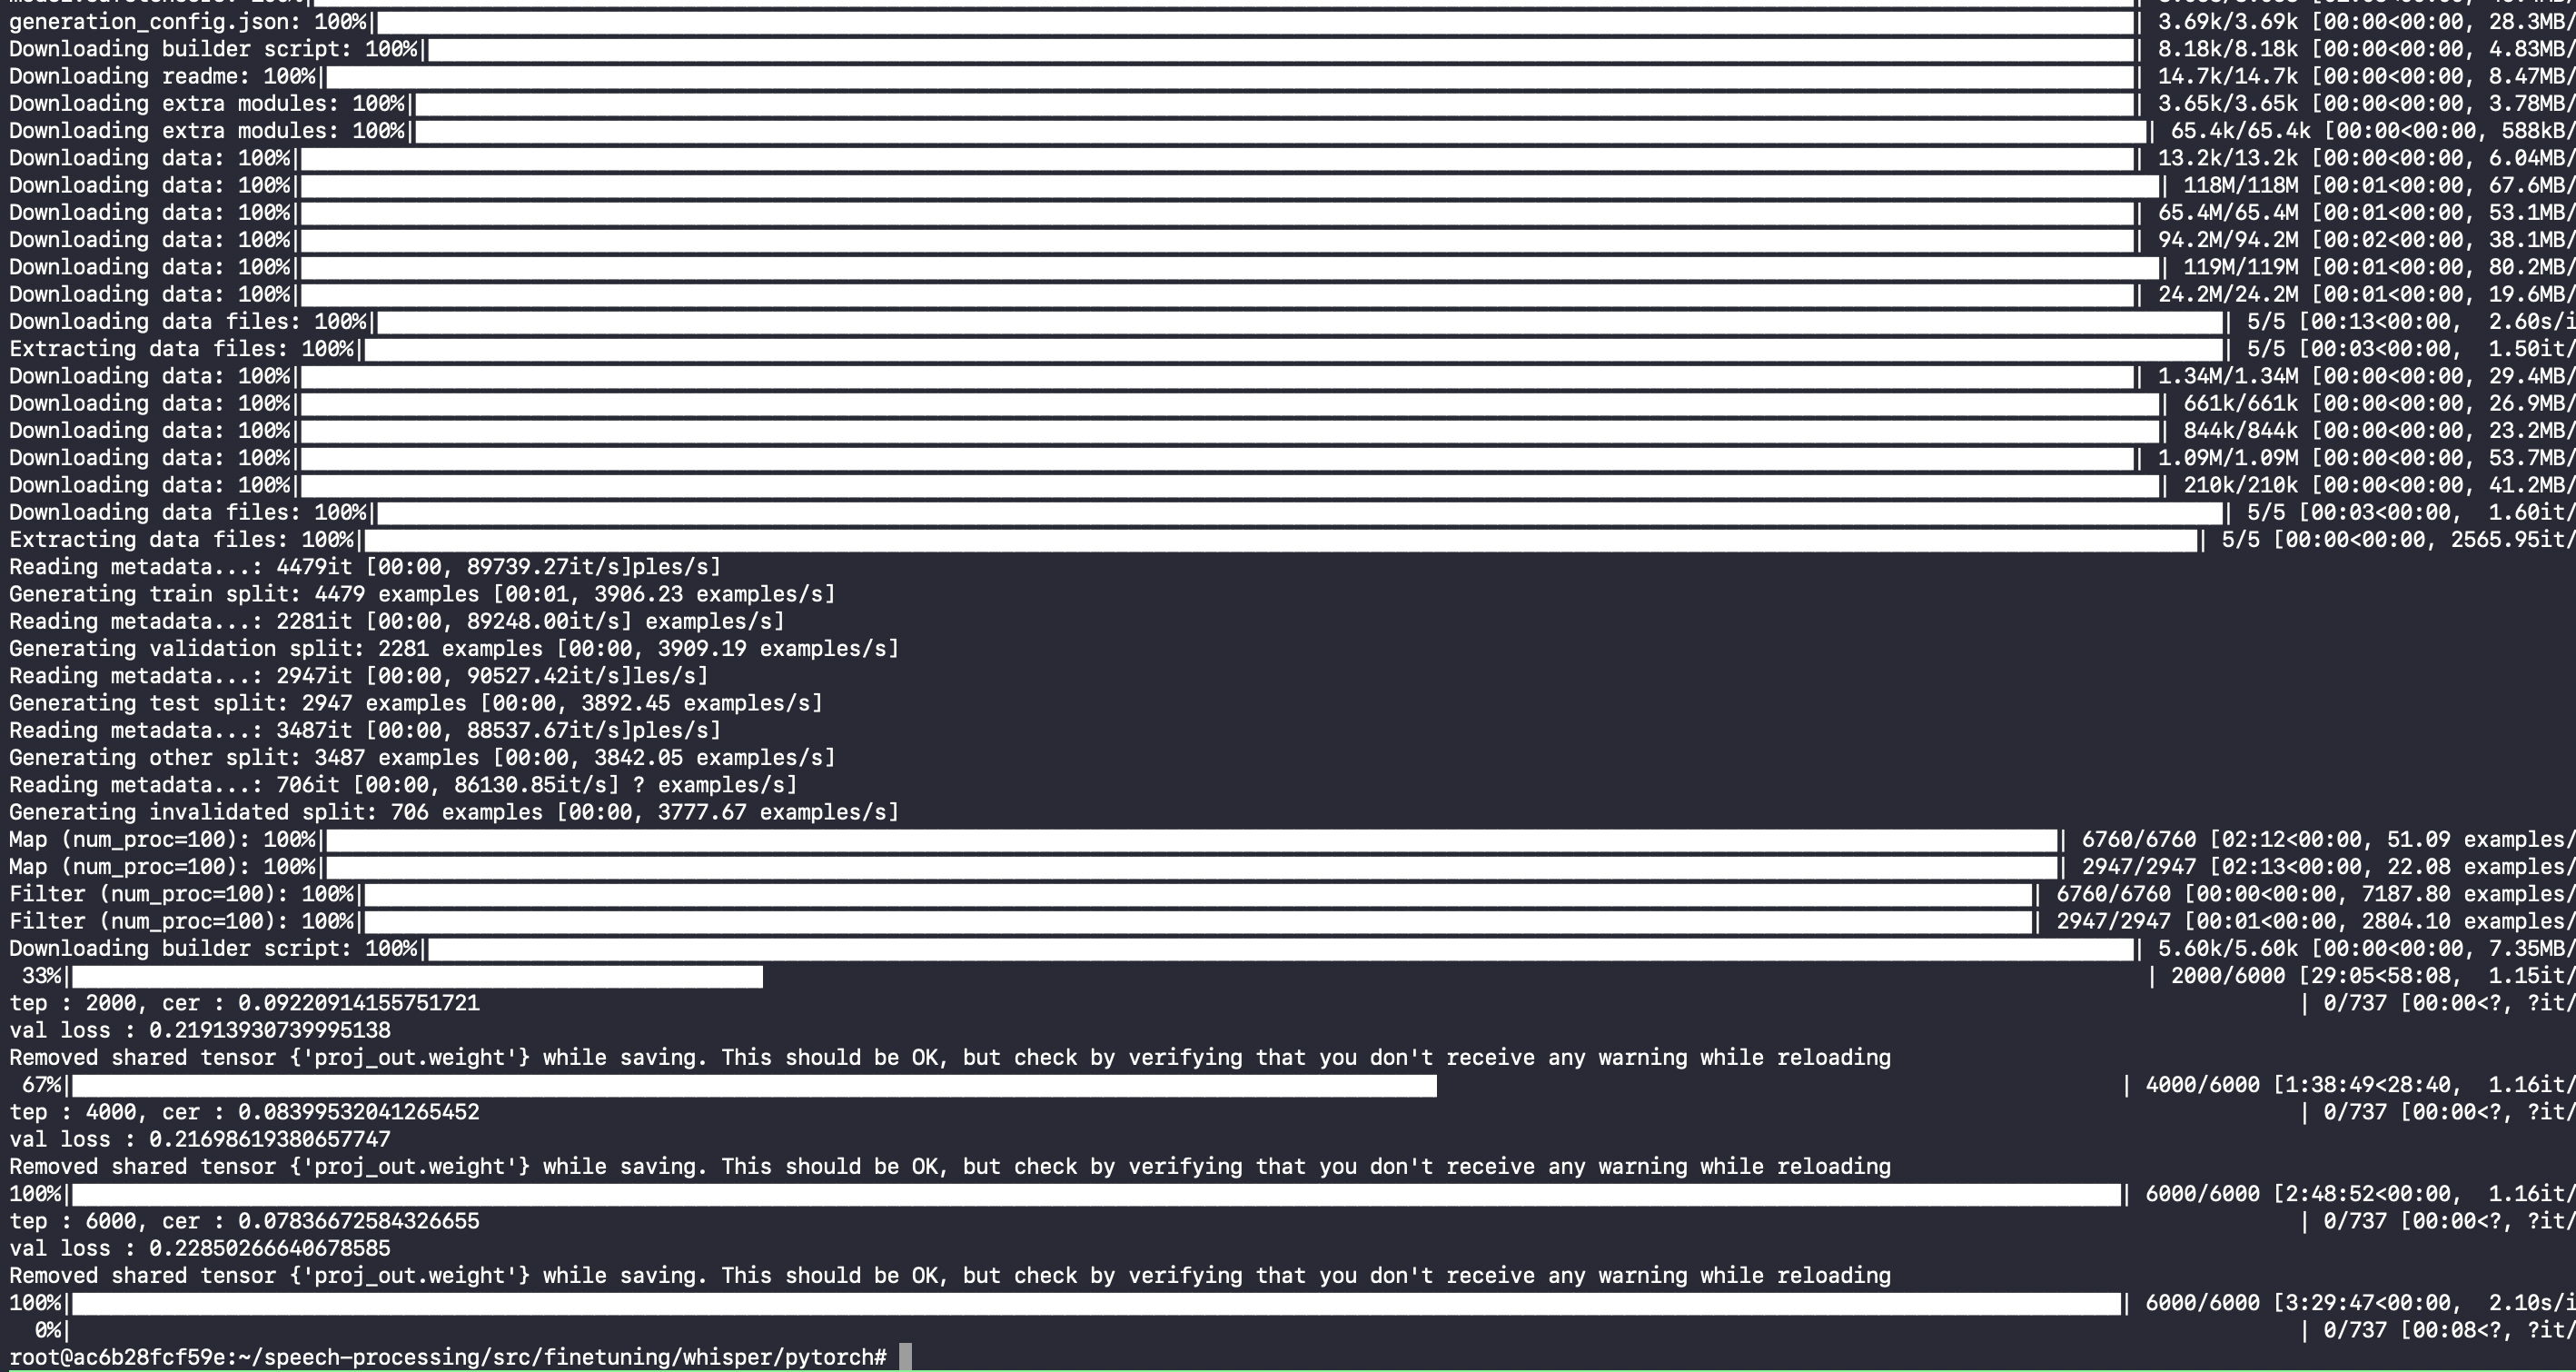 generation_config.json: 100%| | 3.69k/3.69k [00:00<00:00, 28.3MB/
Downloading builder script: 100%| | 8.18k/8.18k [00:00<00:00, 4.83MB/
Downloading readme: 100%| | 14.7k/14.7k [00:00<00:00, 8.47MB/
Downloading extra modules: 100%| | 3.65k/3.65k [00:00<00:00, 3.78MB/
Downloading extra modules: 100%| | 65.4k/65.4k [00:00<00:00, 588kB/
Downloading data: 100%| | 13.2k/13.2k [00:00<00:00, 6.04MB/
Downloading data: 100%| | 118M/118M [00:01<00:00, 67.6MB/
Downloading data: 100%| | 65.4M/65.4M [00:01<00:00, 53.1MB/
Downloading data: 100%| | 94.2M/94.2M [00:02<00:00, 38.1MB/
Downloading data: 100%| | 119M/119M [00:01<00:00, 80.2MB/
Downloading data: 100%| | 24.2M/24.2M [00:01<00:00, 19.6MB/
Downloading data files: 100%| | 5/5 [00:13<00:00, 2.60s/i
Extracting data files: 100%| | 5/5 [00:03<00:00, 1.50it/
Downloading data: 100%| | 1.34M/1.34M [00:00<00:00, 29.4MB/
Downloading data: 100%| | 661k/661k [00:00<00:00, 26.9MB/
Downloading data: 100%| | 844k/844k [00:00<00:00, 23.2MB/
Downloading data: 100%| | 1.09M/1.09M [00:00<00:00, 53.7MB/
Downloading data: 100%| | 210k/210k [00:00<00:00, 41.2MB/
Downloading data files: 100%| | 5/5 [00:03<00:00, 1.60it/
Extracting data files: 100%| | 5/5 [00:00<00:00, 2565.95it/
Reading metadata...: 4479it [00:00, 89739.27it/s]ples/s]
Generating train split: 4479 examples [00:01, 3906.23 examples/s]
Reading metadata...: 2281it [00:00, 89248.00it/s] examples/s]
Generating validation split: 2281 examples [00:00, 3909.19 examples/s]
Reading metadata...: 2947it [00:00, 90527.42it/s]les/s]
Generating test split: 2947 examples [00:00, 3892.45 examples/s]
Reading metadata...: 3487it [00:00, 88537.67it/s]ples/s]
Generating other split: 3487 examples [00:00, 3842.05 examples/s]
Reading metadata...: 706it [00:00, 86130.85it/s] ? examples/s]
Generating invalidated split: 706 examples [00:00, 3777.67 examples/s]
Map (num_proc=100): 100%| | 6760/6760 [02:12<00:00, 51.09 examples/
Map (num_proc=100): 100%| | 2947/2947 [02:13<00:00, 22.08 examples/
Filter (num_proc=100): 100%| | 6760/6760 [00:00<00:00, 7187.80 examples/
Filter (num_proc=100): 100%| | 2947/2947 [00:01<00:00, 2804.10 examples/
Downloading builder script: 100%| | 5.60k/5.60k [00:00<00:00, 7.35MB/
33%| | 2000/6000 [29:05<58:08, 1.15it/
tep : 2000, cer : 0.09220914155751721 | 0/737 [00:00<?, ?it/
val loss : 0.21913930739995138
Removed shared tensor {'proj_out.weight'} while saving. This should be OK, but check by verifying that you don't receive any warning while reloading
67%| | 4000/6000 [1:38:49<28:40, 1.16it/
tep : 4000, cer : 0.08399532041265452 | 0/737 [00:00<?, ?it/
val loss : 0.21698619380657747
Removed shared tensor {'proj_out.weight'} while saving. This should be OK, but check by verifying that you don't receive any warning while reloading
100%| | 6000/6000 [2:48:52<00:00, 1.16it/
tep : 6000, cer : 0.07836672584326655 | 0/737 [00:00<?, ?it/
val loss : 0.22850266640678585
Removed shared tensor {'proj_out.weight'} while saving. This should be OK, but check by verifying that you don't receive any warning while reloading
100%| | 6000/6000 [3:29:47<00:00, 2.10s/i
0%| | 0/737 [00:08<?, ?it/
root@ac6b28fcf59e:~/speech-processing/src/finetuning/whisper/pytorch#